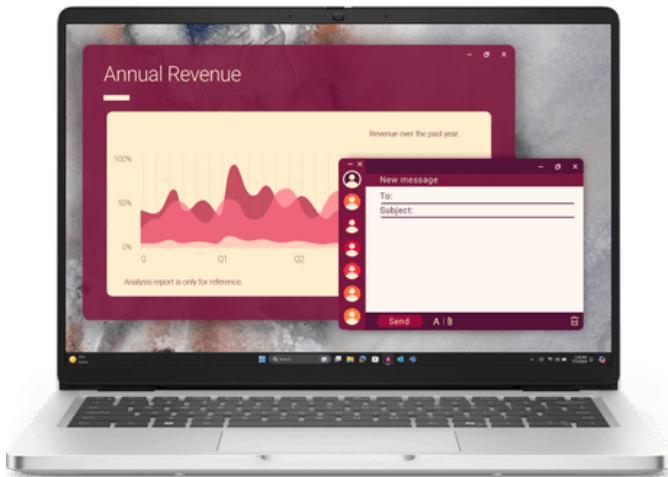 Annual Revenue
Revenue over the past year.
100%
50%
0%
0 Q1 Q2
Analysis report is only for reference.
New message
To:
Subject:
Send A | B
Search